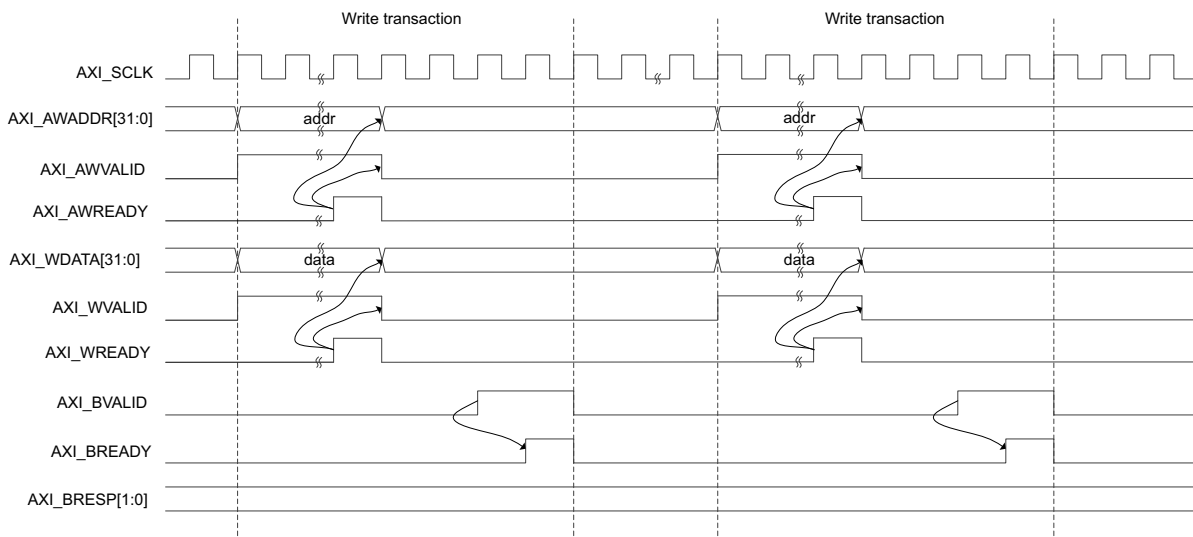 Write transaction Write transaction
AXI_SCLK
AXI_AWADDR[31:0] addr addr
AXI_AWVALID
AXI_AWREADY
AXI_WDATA[31:0] data data
AXI_WVALID
AXI_WREADY
AXI_BVALID
AXI_BREADY
AXI_BRESP[1:0]